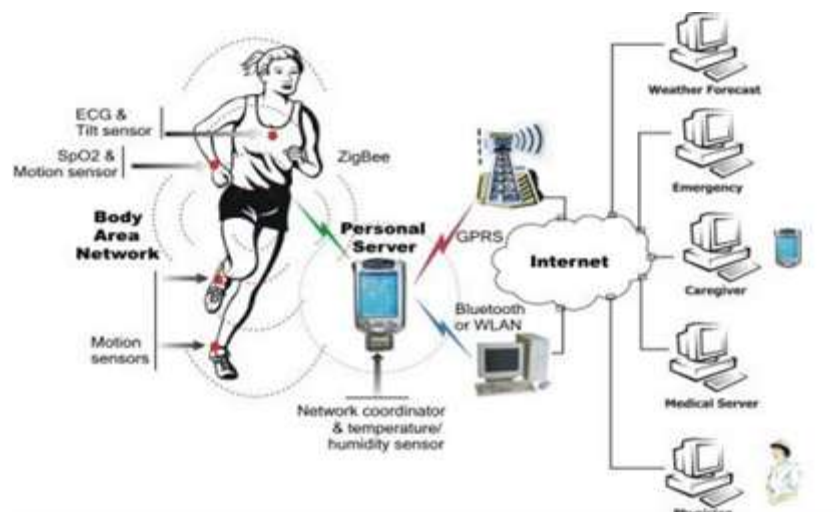 ECG &
Tilt sensor
SpO2 &
Motion sensor
Body
Area
Network
Motion
sensors
ZigBee
Personal
Server
Network coordinator
& temperature/
humidity sensor
GPRS
Bluetooth
or WLAN
Internet
Weather Forecast
Emergency
Caregiver
Medical Server